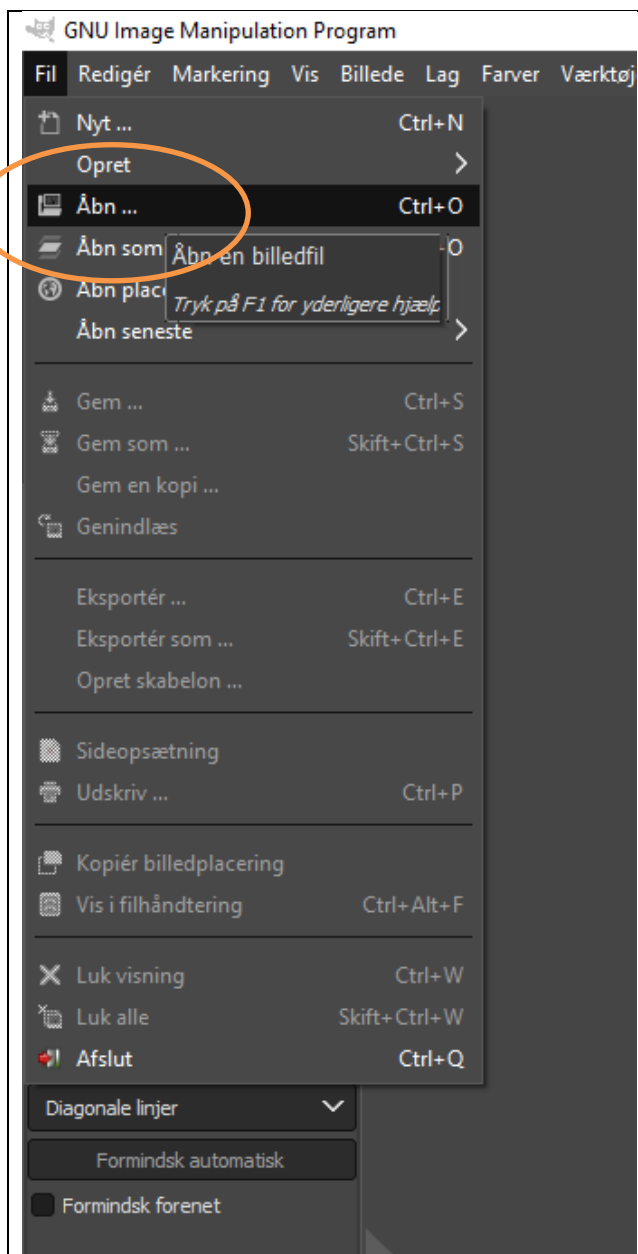 GNU Image Manipulation Program
Fil Redigér Markering Vis Billede Lag Farver Værktøj
Nyt ... Ctrl+N
Opret
Åbn ... Ctrl+O
Åbn som O
Åbn en billedfil
Åbn plac
Tryk på F1 for yderligere hjælp
Åbn seneste
Gem ... Ctrl+S
Gem som ... Skift+Ctrl+S
Gem en kopi ...
Genindlæs
Eksportér ... Ctrl+E
Eksportér som ... Skift+Ctrl+E
Opret skabelon ...
Sideopsætning
Udskriv ... Ctrl+P
Kopiér billedplacering
Vis i filhåndtering Ctrl+Alt+F
Luk visning Ctrl+W
Luk alle Skift+Ctrl+W
Afslut Ctrl+Q
Diagonale linjer
Formindsk automatisk
Formindsk forenet